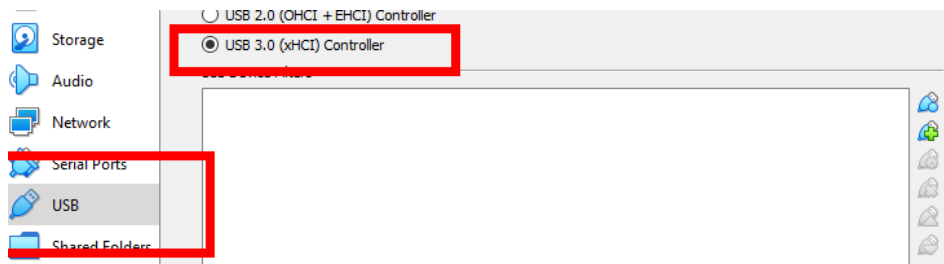 USB 2.0 (OHCI + EHCI) Controller
Storage
USB 3.0 (xHCI) Controller
Audio
Network
Serial Ports
USB
Shared Folders